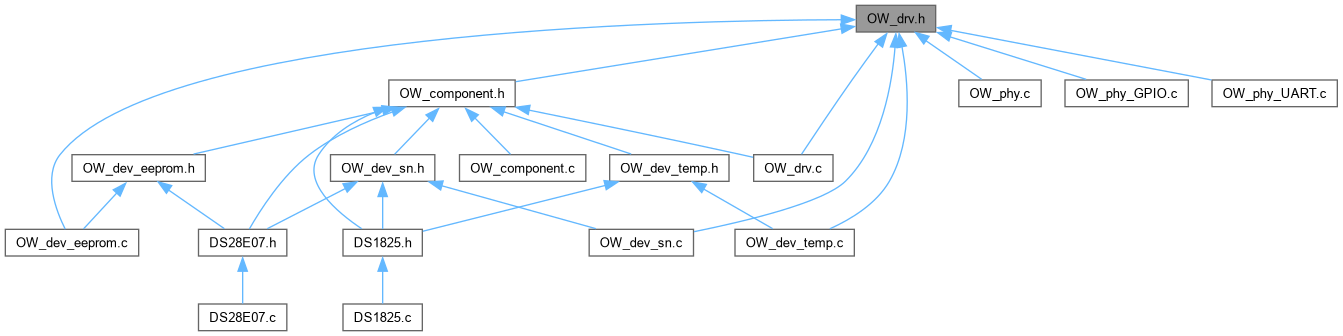 OW_drv.h
OW_component.h
OW_phy.c
OW_phy_GPIO.c
OW_phy_UART.c
OW_dev_eeprom.h
OW_dev_sn.h
OW_component.c
OW_dev_temp.h
OW_drv.c
OW_dev_eeprom.c
DS28E07.h
DS1825.h
OW_dev_sn.c
OW_dev_temp.c
DS28E07.c
DS1825.c